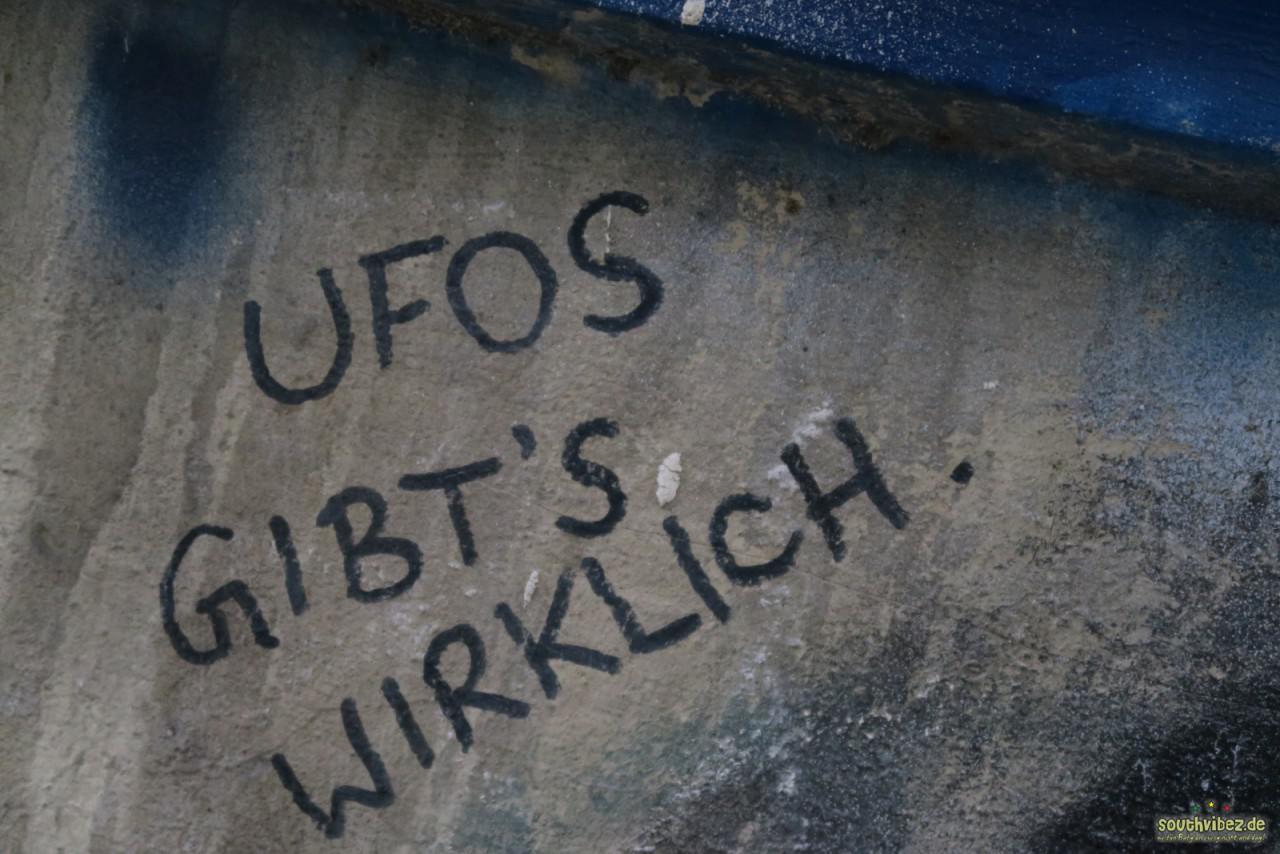 UFOS
GIBT'S
WIRKLICH.
southvibez.de